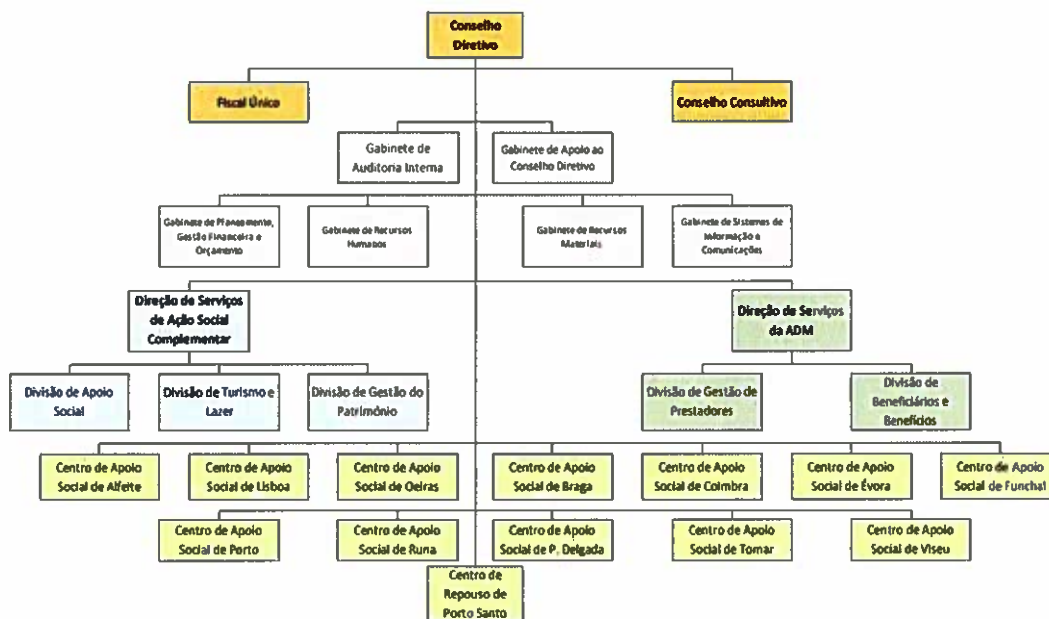 Conselho
Diretivo
Fiscal Único
Conselho Consultivo
Gabinete de
Auditoria Interna
Gabinete de Apoio ao
Conselho Diretivo
Gabinete de Planeamento,
Gestão Financeira e
Orçamento
Gabinete de Recursos
Humanos
Gabinete de Recursos
Materiais
Gabinete de Sistemas de
Informação e
Comunicações
Direção de Serviços
de Ação Social
Complementar
Direção de Serviços
da ADM
Divisão de Apoio
Social
Divisão de Turismo e
Lazer
Divisão de Gestão do
Património
Divisão de Gestão de
Prestadores
Divisão de
Beneficiários e
Benefícios
Centro de Apoio
Social de Alfeite
Centro de Apoio
Social de Lisboa
Centro de Apoio
Social de Oeiras
Centro de Apoio
Social de Braga
Centro de Apoio
Social de Coimbra
Centro de Apoio
Social de Évora
Centro de Apoio
Social de Funchal
Centro de Apoio
Social de Porto
Centro de Apoio
Social de Runa
Centro de Apoio
Social de P. Delgada
Centro de Apoio
Social de Tomar
Centro de Apoio
Social de Viseu
Centro de
Repouso de
Porto Santo